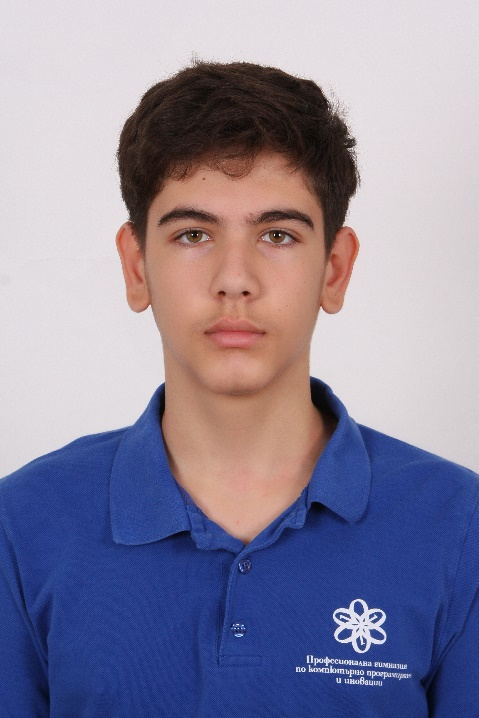 Професионална гимназия
по компютърно програмиране
и иновации